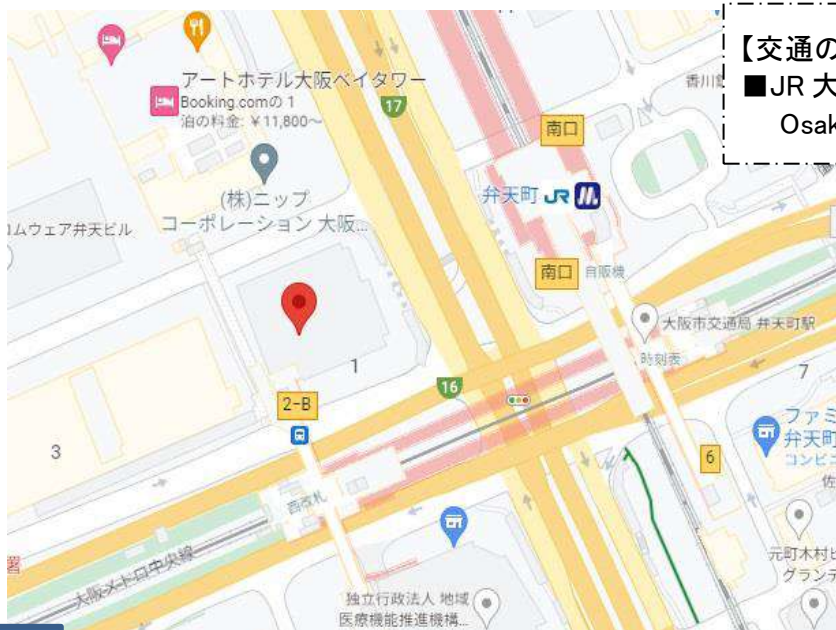 【交通の
■JR 大
Osak
アートホテル大阪ベイタワー
Booking.comの 1
泊の料金: ¥11,800~
17
南口
香川
弁天町 JR
(株)ニップ
コーポレーション 大阪...
ムウェア弁天ビル
南口
自販機
大阪市交通局 弁天町駅
時刻表
1
16
7
2-B
3
ファミ
弁天町
コンビニ
6
佐
西改札
大阪メトロ中央線
元町木村ビ
グランデ
独立行政法人 地域
医療機能推進機構...